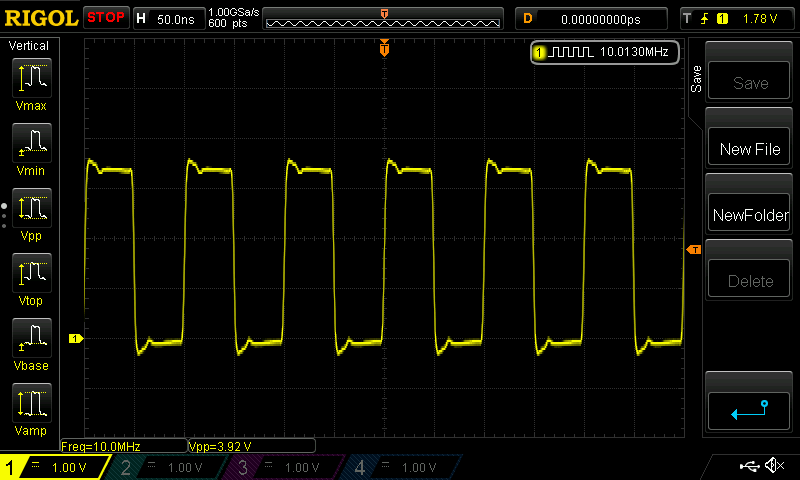 RIGOL STOP H 50.0ns 1.00GSa/s 600 pts T D 0.00000000ps T 1 1.78 V
Vertical
T
1 10.0130MHz
Save
Save
Vmax
New File
Vmin
NewFolder
Vpp
T
Delete
Vtop
1
Vbase
Vamp
Freq=10.0MHz Vpp=3.92 V
1 1.00 V 2 1.00 V 3 1.00 V 4 1.00 V